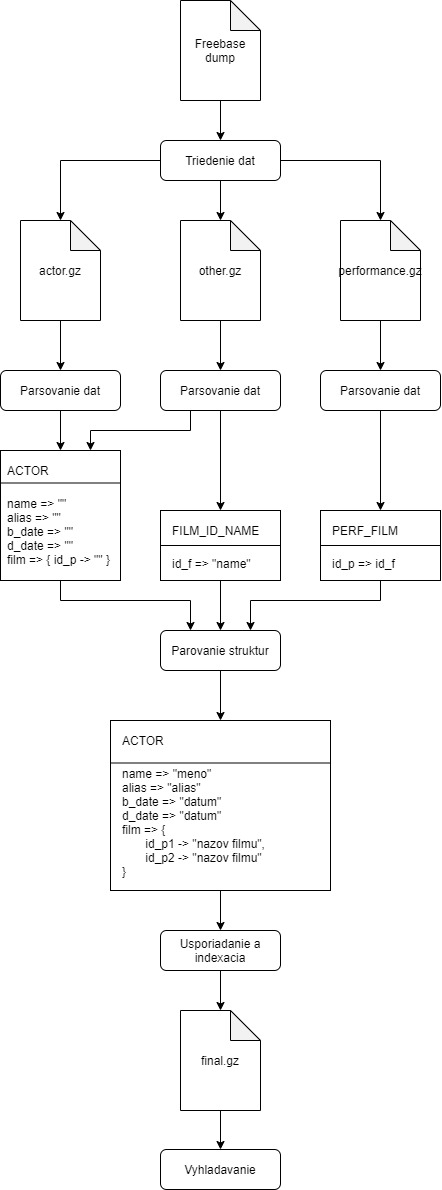 Freebase
dump
Triedenie dat
actor.gz
other.gz
performance.gz
Parsovanie dat
Parsovanie dat
Parsovanie dat
ACTOR
name => ""
alias => ""
b_date => ""
d_date => ""
film => { id_p -> "" }
FILM_ID_NAME
id_f => "name"
PERF_FILM
id_p => id_f
Parovanie struktur
ACTOR
name => "meno"
alias => "alias"
b_date => "datum"
d_date => "datum"
film => {
id_p1 -> "nazov filmu",
id_p2 -> "nazov filmu"
}
Usporiadanie a
indexacia
final.gz
Vyhladavanie